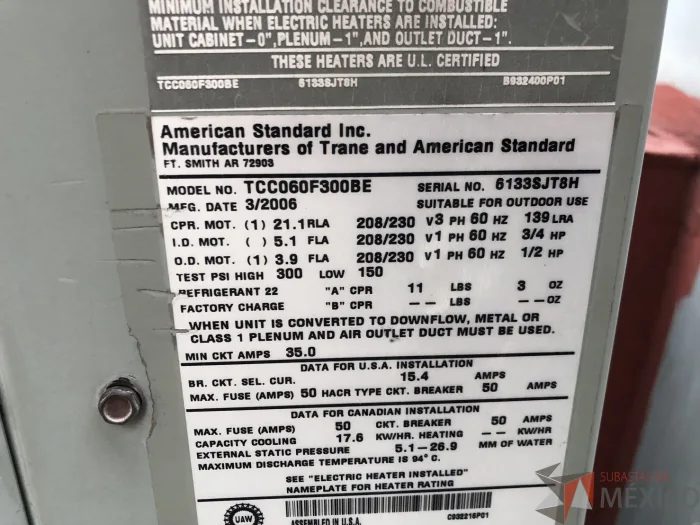 MINIMUM INSTALLATION CLEARANCE TO COMBUSTIBLE
MATERIAL WHEN ELECTRIC HEATERS ARE INSTALLED:
UNIT CABINET-0", PLENUM-1", AND OUTLET DUCT-1".
THESE HEATERS ARE U.L. CERTIFIED
TCC060F300BE 6133SJT8H B932400P01
American Standard Inc.
Manufacturers of Trane and American Standard
FT. SMITH AR 72903
MODEL NO. TCC060F300BE SERIAL NO. 6133SJT8H
MFG. DATE 3/2006 SUITABLE FOR OUTDOOR USE
CPR. MOT. (1) 21.1 RLA 208/230 V 3 PH 60 HZ 139 LRA
I.D. MOT. ( ) 5.1 FLA 208/230 V 1 PH 60 HZ 3/4 HP
O.D. MOT. (1) 3.9 FLA 208/230 V 1 PH 60 HZ 1/2 HP
TEST PSI HIGH 300 LOW 150
REFRIGERANT 22 "A" CPR 11 LBS 3 OZ
FACTORY CHARGE "B" CPR -- LBS --OZ
WHEN UNIT IS CONVERTED TO DOWNFLOW, METAL OR
CLASS 1 PLENUM AND AIR OUTLET DUCT MUST BE USED.
MIN CKT AMPS 35.0
DATA FOR U.S.A. INSTALLATION
BR. CKT. SEL. CUR. 15.4 AMPS
MAX. FUSE (AMPS) 50 HACR TYPE CKT. BREAKER 50 AMPS
DATA FOR CANADIAN INSTALLATION
MAX. FUSE (AMPS) 50 CKT. BREAKER 50 AMPS
CAPACITY COOLING 17.6 KW/HR. HEATING -- KW/HR
EXTERNAL STATIC PRESSURE 5.1-26.9 MM OF WATER
MAXIMUM DISCHARGE TEMPERATURE IS 94° C.
SEE "ELECTRIC HEATER INSTALLED"
NAMEPLATE FOR HEATER RATING
UAW
ASSEMBLED IN U.S.A.
C932216P01
SUBASTAS
MÉXICO